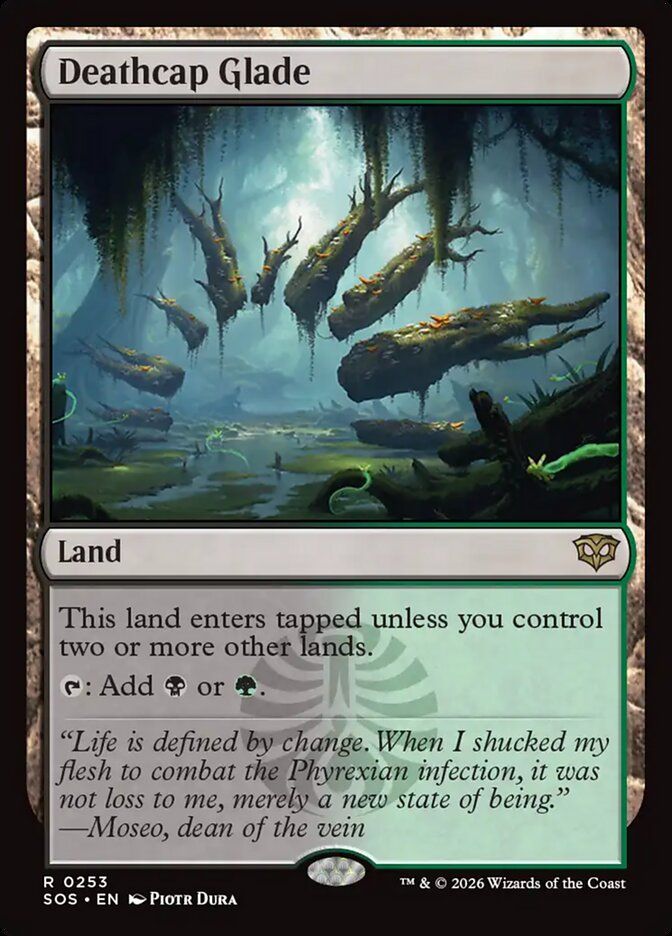 Deathcap Glade
Land
This land enters tapped unless you control
two or more other lands.
: Add or .
“Life is defined by change. When I shucked my
flesh to combat the Phyrexian infection, it was
not loss to me, merely a new state of being.”
—Moseo, dean of the vein
R 0253
SOS • EN Piotr Dura
™ & © 2026 Wizards of the Coast